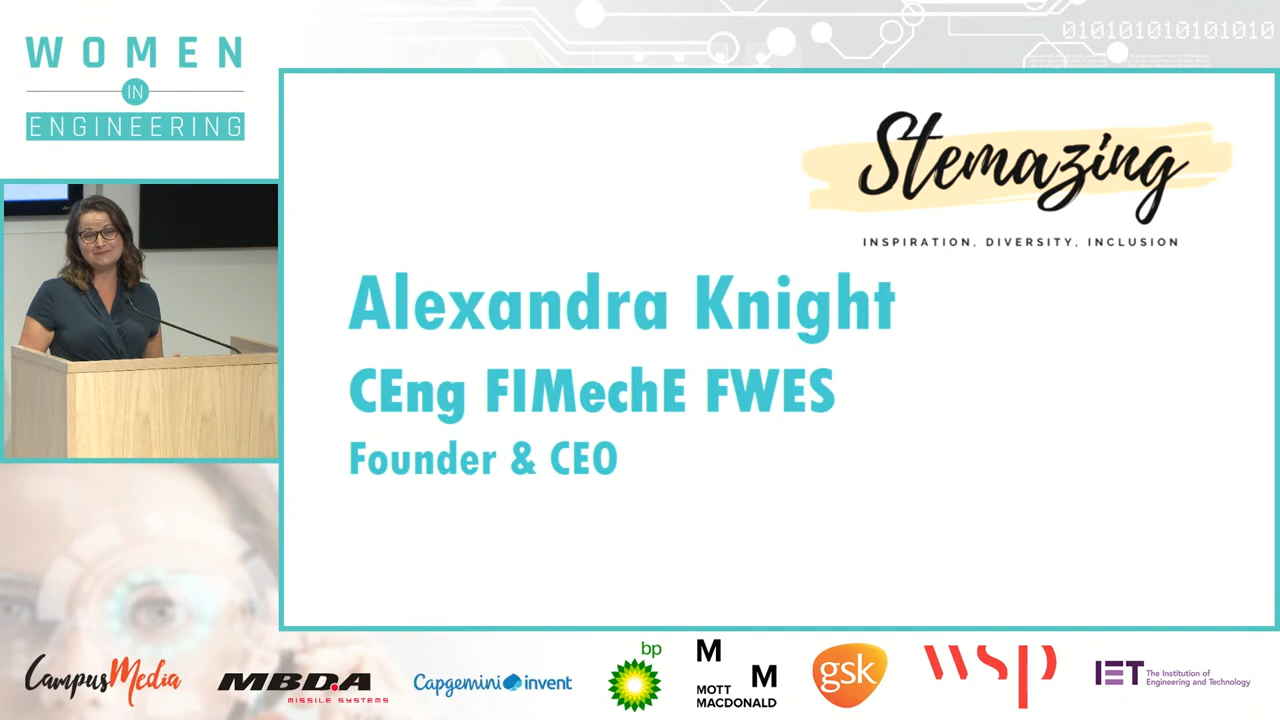 WOMEN
IN
ENGINEERING
010101010101010
Stemazing
INSPIRATION, DIVERSITY, INCLUSION
Alexandra Knight
CEng FIMechE FWES
Founder & CEO
CampusMedia
MBDA
MISSILE SYSTEMS
Capgemini invent
bp
M
M
MOTT
MACDONALD
gsk
wsp
IET The Institution of
Engineering and Technology